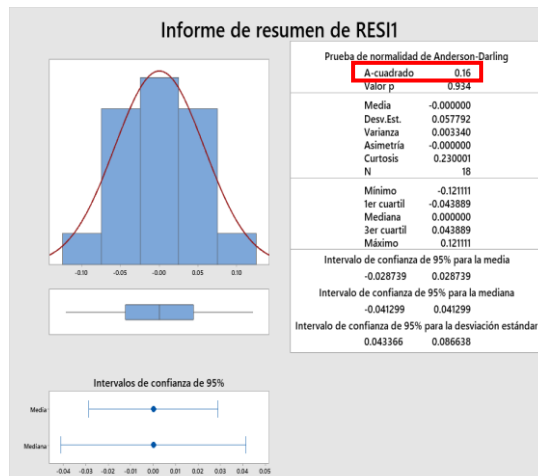 Informe de resumen de RESI1
Prueba de normalidad de Anderson-Darling
A-cuadrado 0.16
Valor p 0.934
Media -0.000000
Desv.Est. 0.057792
Varianza 0.003340
Asimetría -0.000000
Curtosis 0.230001
N 18
Mínimo -0.121111
1er cuartil -0.043889
Mediana 0.000000
3er cuartil 0.043889
Máximo 0.121111
Intervalo de confianza de 95% para la media
-0.028739 0.028739
Intervalo de confianza de 95% para la mediana
-0.041299 0.041299
Intervalo de confianza de 95% para la desviación estándar
0.043366 0.086638
-0.10 -0.05 -0.00 0.05 0.10
Intervalos de confianza de 95%
Media
Mediana
-0.04 -0.03 -0.02 -0.01 0.00 0.01 0.02 0.03 0.04 0.05